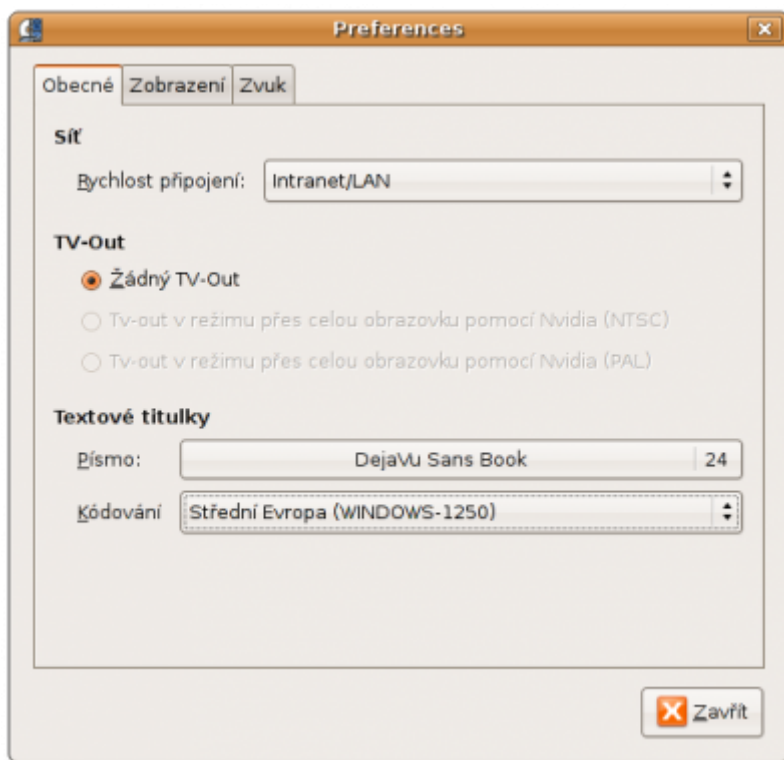 Preferences
Obecné Zobrazení Zvuk
Síť
Rychlost připojení: Intranet/LAN
TV-Out
Žádný TV-Out
Tv-out v režimu přes celou obrazovku pomocí Nvidia (NTSC)
Tv-out v režimu přes celou obrazovku pomocí Nvidia (PAL)
Textové titulky
Písmo: DejaVu Sans Book 24
Kódování Střední Evropa (WINDOWS-1250)
Zavřít